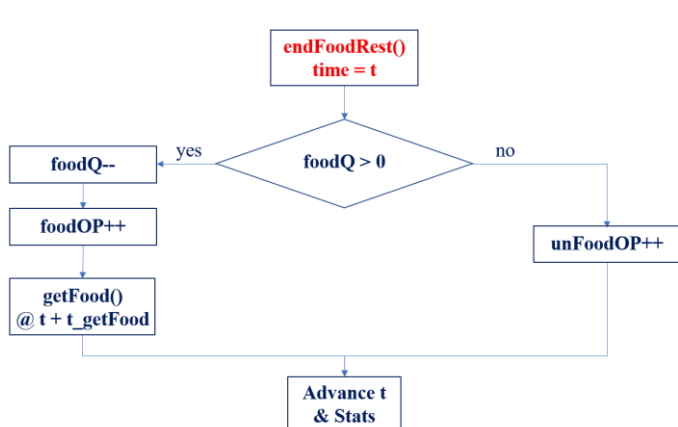 endFoodRest()
time = t
foodQ > 0
yes
no
foodQ--
foodOP++
getFood()
@ t + t_getFood
unFoodOP++
Advance t
& Stats